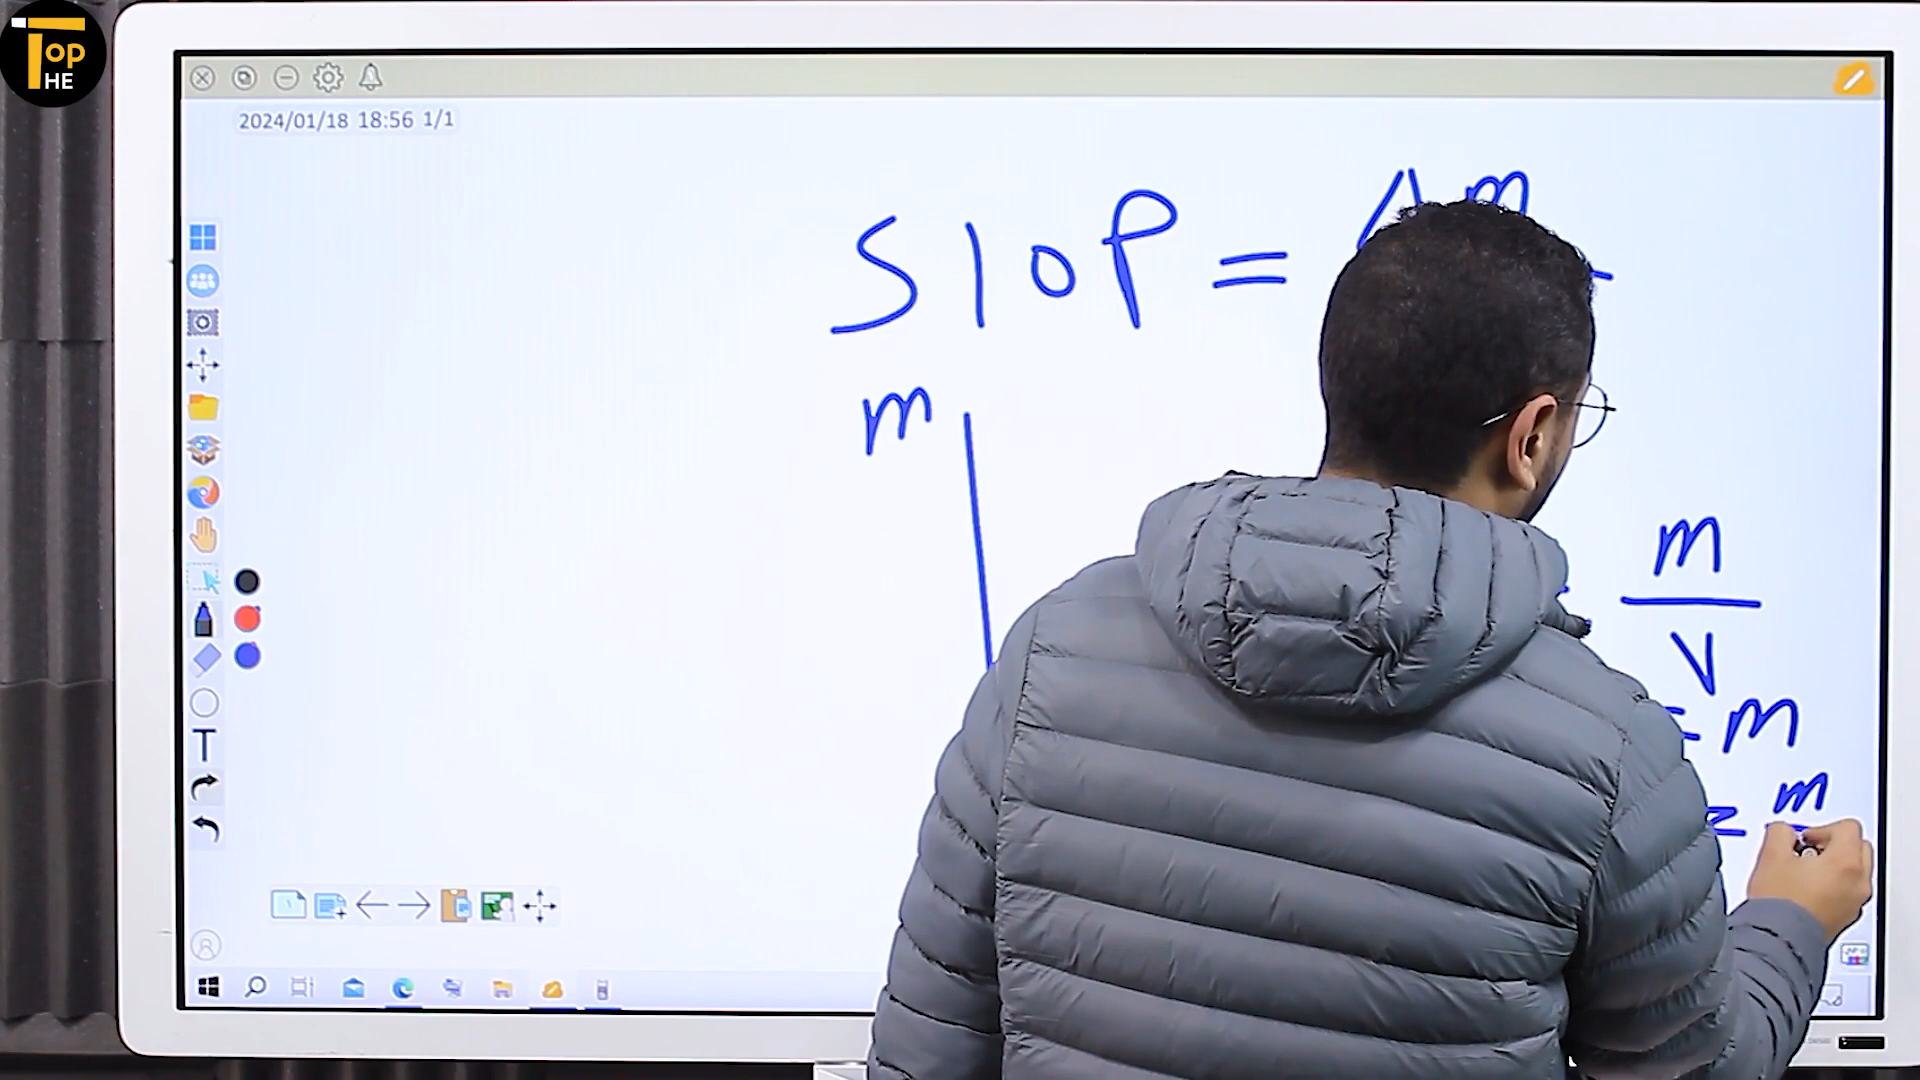 Top
HE
2024/01/18 18:56 1/1
Slop =
m
m
V
= m
= m
T